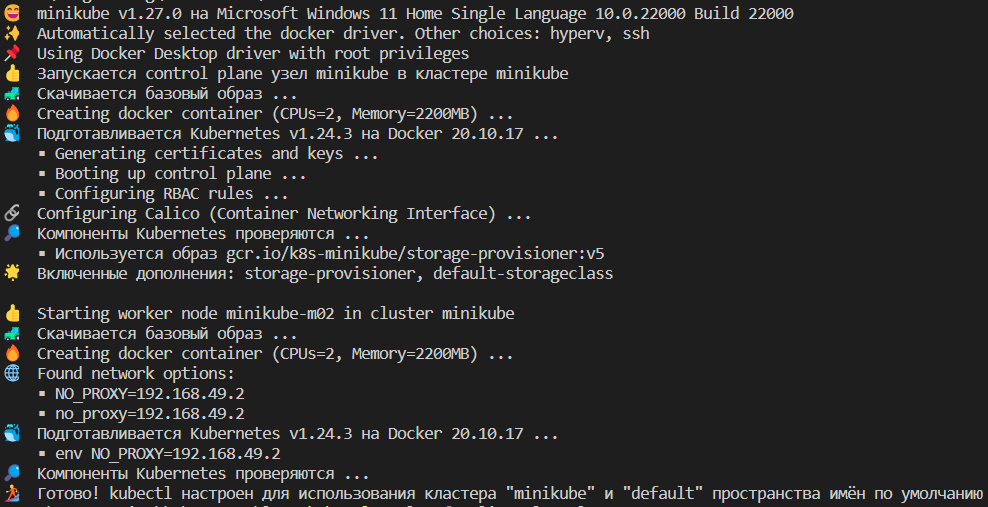 minikube v1.27.0 на Microsoft Windows 11 Home Single Language 10.0.22000 Build 22000
Automatically selected the docker driver. Other choices: hyperv, ssh
Using Docker Desktop driver with root privileges
Запускается control plane узел minikube в кластере minikube
Скачивается базовый образ ...
Creating docker container (CPUs=2, Memory=2200MB) ...
Подготавливается Kubernetes v1.24.3 на Docker 20.10.17 ...
▪ Generating certificates and keys ...
▪ Booting up control plane ...
▪ Configuring RBAC rules ...
Configuring Calico (Container Networking Interface) ...
Компоненты Kubernetes проверяются ...
▪ Используется образ gcr.io/k8s-minikube/storage-provisioner:v5
Включенные дополнения: storage-provisioner, default-storageclass
Starting worker node minikube-m02 in cluster minikube
Скачивается базовый образ ...
Creating docker container (CPUs=2, Memory=2200MB) ...
Found network options:
▪ NO_PROXY=192.168.49.2
▪ no_proxy=192.168.49.2
Подготавливается Kubernetes v1.24.3 на Docker 20.10.17 ...
▪ env NO_PROXY=192.168.49.2
Компоненты Kubernetes проверяются ...
Готово! kubectl настроен для использования кластера "minikube" и "default" пространства имён по умолчанию